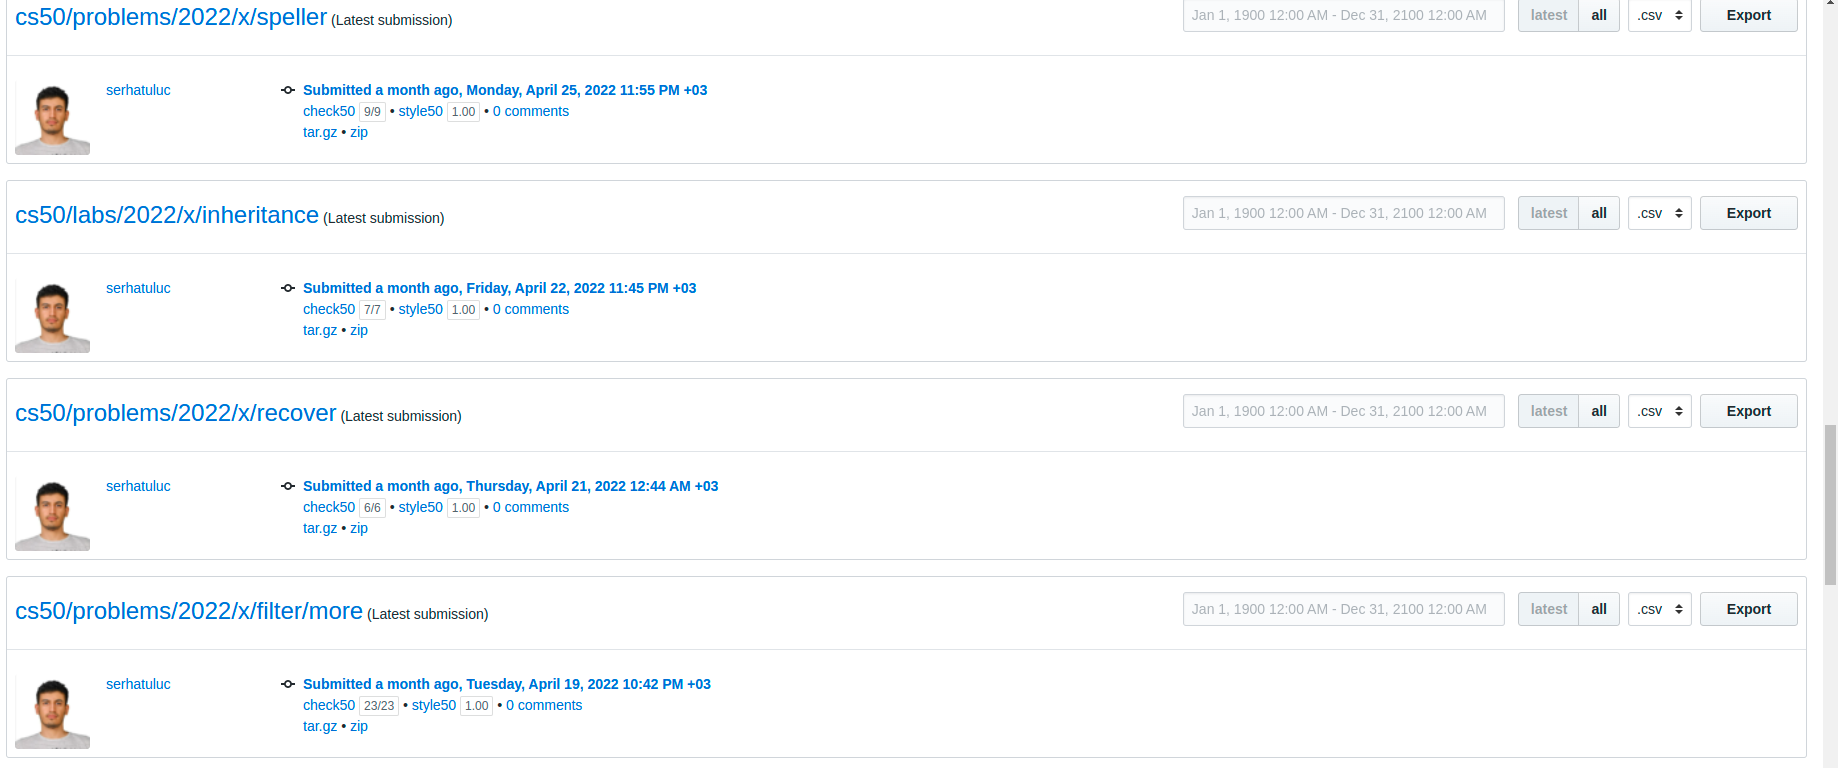 cs50/problems/2022/x/speller (Latest submission) Jan 1, 1900 12:00 AM - Dec 31, 2100 12:00 AM latest all .csv Export
serhatuluc Submitted a month ago, Monday, April 25, 2022 11:55 PM +03
check50 9/9 • style50 1.00 • 0 comments
tar.gz • zip
cs50/labs/2022/x/inheritance (Latest submission) Jan 1, 1900 12:00 AM - Dec 31, 2100 12:00 AM latest all .csv Export
serhatuluc Submitted a month ago, Friday, April 22, 2022 11:45 PM +03
check50 7/7 • style50 1.00 • 0 comments
tar.gz • zip
cs50/problems/2022/x/recover (Latest submission) Jan 1, 1900 12:00 AM - Dec 31, 2100 12:00 AM latest all .csv Export
serhatuluc Submitted a month ago, Thursday, April 21, 2022 12:44 AM +03
check50 6/6 • style50 1.00 • 0 comments
tar.gz • zip
cs50/problems/2022/x/filter/more (Latest submission) Jan 1, 1900 12:00 AM - Dec 31, 2100 12:00 AM latest all .csv Export
serhatuluc Submitted a month ago, Tuesday, April 19, 2022 10:42 PM +03
check50 23/23 • style50 1.00 • 0 comments
tar.gz • zip